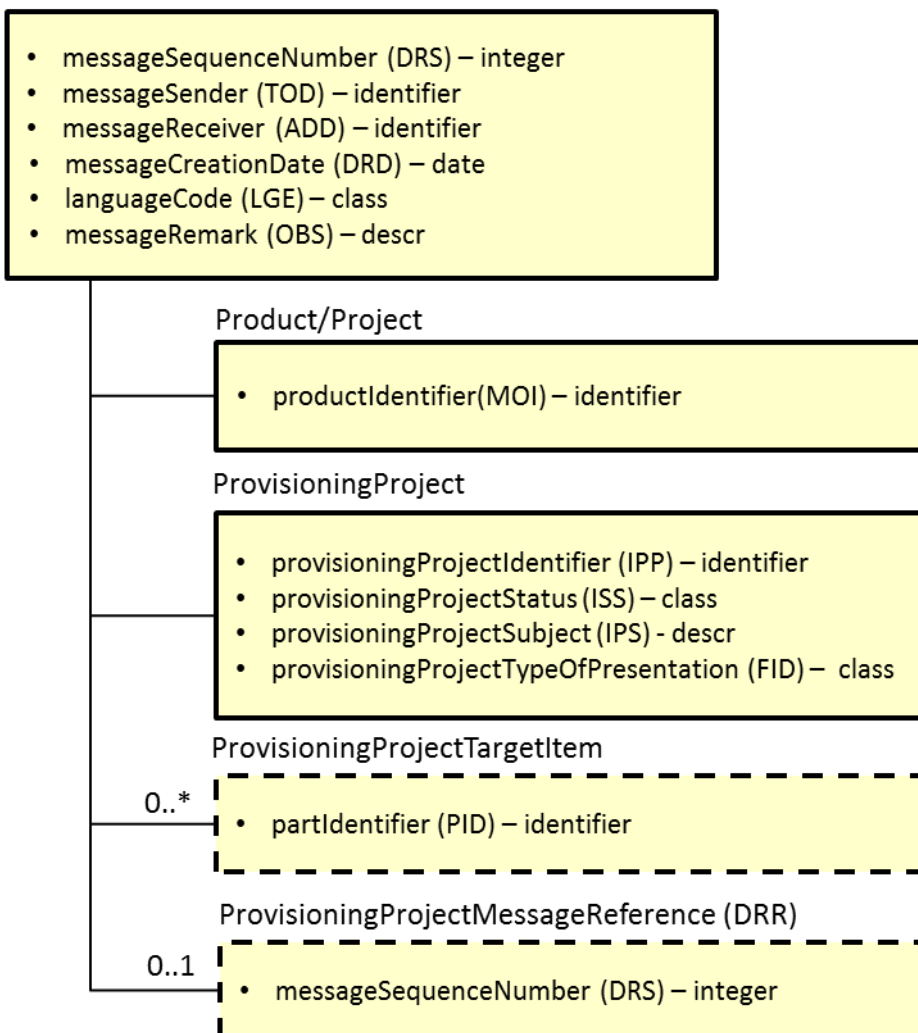 • messageSequenceNumber (DRS) – integer
• messageSender (TOD) – identifier
• messageReceiver (ADD) – identifier
• messageCreationDate (DRD) – date
• languageCode (LGE) – class
• messageRemark (OBS) – descr
Product/Project
• productIdentifier(MOI) – identifier
ProvisioningProject
• provisioningProjectIdentifier (IPP) – identifier
• provisioningProjectStatus (ISS) – class
• provisioningProjectSubject (IPS) - descr
• provisioningProjectTypeOfPresentation (FID) – class
ProvisioningProjectTargetItem
0..*
• partIdentifier (PID) – identifier
ProvisioningProjectMessageReference (DRR)
0..1
• messageSequenceNumber (DRS) – integer